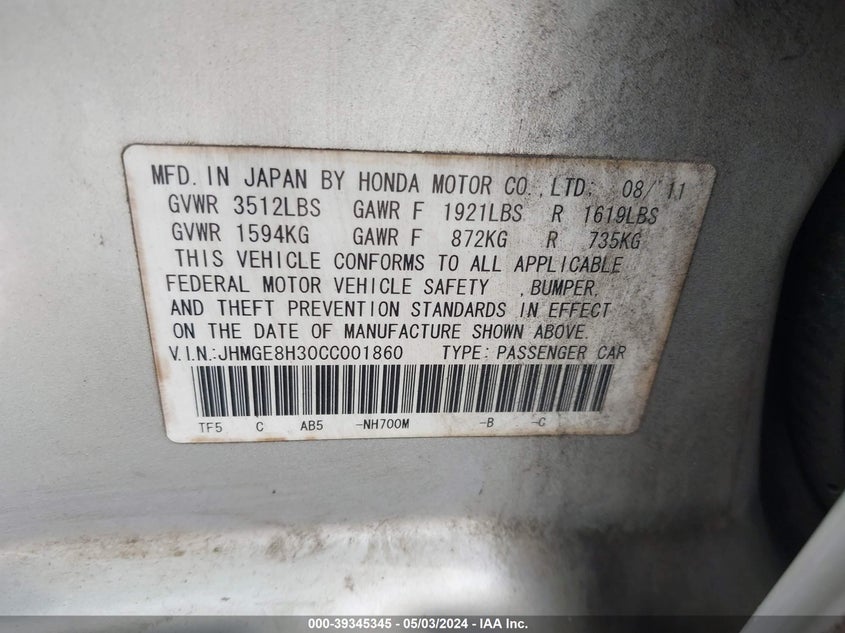 MFD. IN JAPAN BY HONDA MOTOR CO., LTD. 08/ 11
GVWR 3512LBS GAWR F 1921LBS R 1619LBS
GVWR 1594KG GAWR F 872KG R 735KG
THIS VEHICLE CONFORMS TO ALL APPLICABLE
FEDERAL MOTOR VEHICLE SAFETY , BUMPER,
AND THEFT PREVENTION STANDARDS IN EFFECT
ON THE DATE OF MANUFACTURE SHOWN ABOVE.
V.I.N.:JHMGE8H30CC001860 TYPE: PASSENGER CAR
TF5 C AB5 -NH700M -B -C
000-39345345 - 05/03/2024 - IAA Inc.